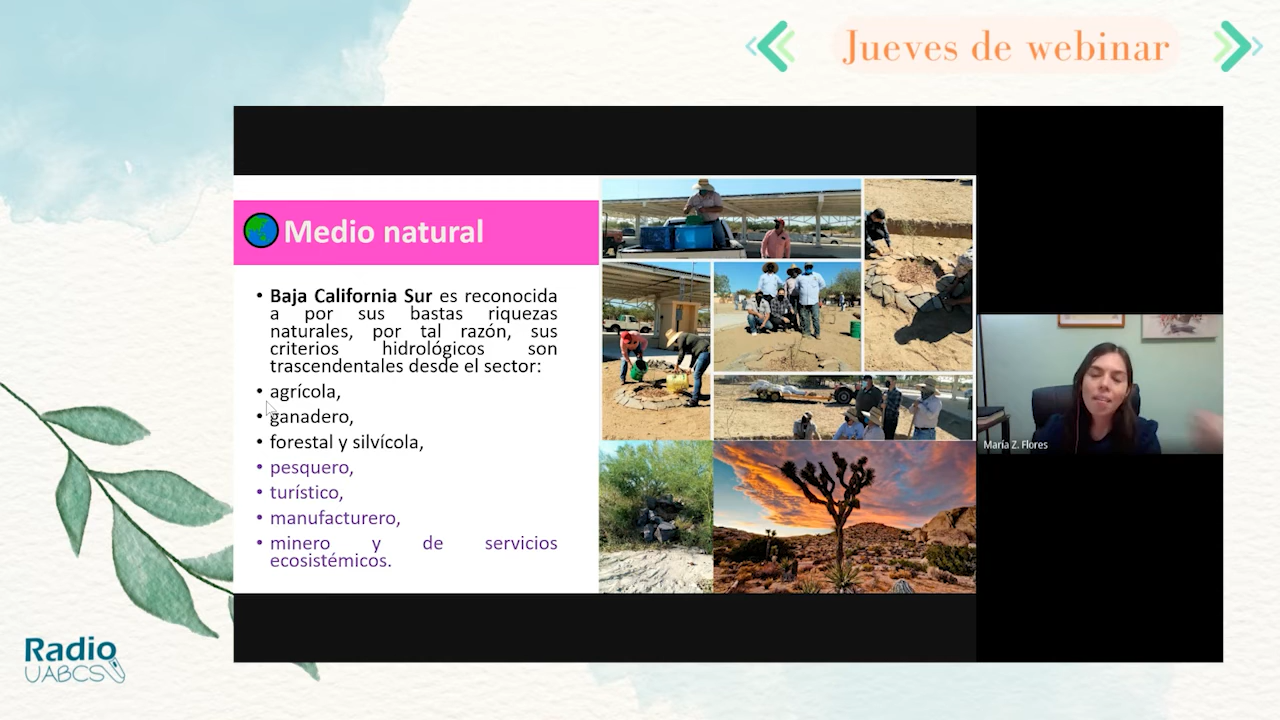 Jueves de webinar
Medio natural
• Baja California Sur es reconocida
a por sus bastas riquezas
naturales, por tal razón, sus
criterios hidrológicos son
trascendentales desde el sector:
• agrícola,
• ganadero,
• forestal y silvícola,
• pesquero,
• turístico,
• manufacturero,
• minero y de servicios
ecosistémicos.
María Z. Flores
Radio
UABCS